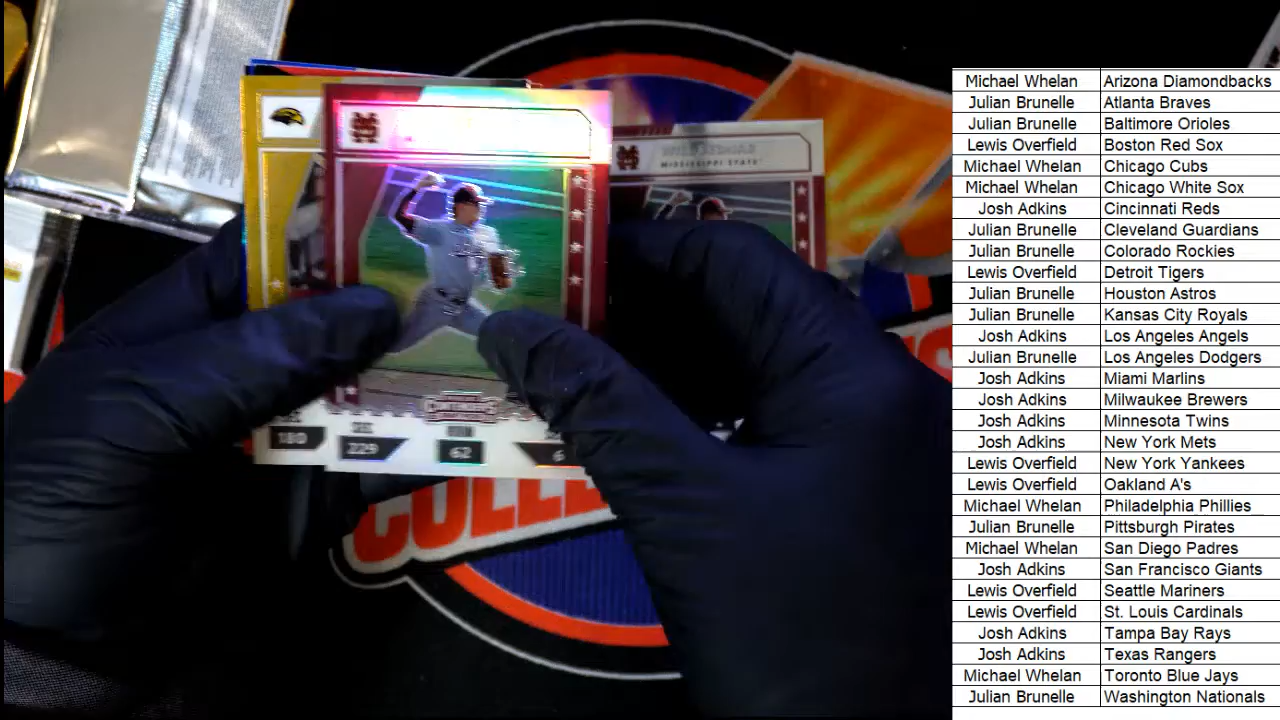 MISSISSIPPI STATE
180
229
62
6
COLLE
Michael Whelan Arizona Diamondbacks
Julian Brunelle Atlanta Braves
Julian Brunelle Baltimore Orioles
Lewis Overfield Boston Red Sox
Michael Whelan Chicago Cubs
Michael Whelan Chicago White Sox
Josh Adkins Cincinnati Reds
Julian Brunelle Cleveland Guardians
Julian Brunelle Colorado Rockies
Lewis Overfield Detroit Tigers
Julian Brunelle Houston Astros
Julian Brunelle Kansas City Royals
Josh Adkins Los Angeles Angels
Julian Brunelle Los Angeles Dodgers
Josh Adkins Miami Marlins
Josh Adkins Milwaukee Brewers
Josh Adkins Minnesota Twins
Josh Adkins New York Mets
Lewis Overfield New York Yankees
Lewis Overfield Oakland A's
Michael Whelan Philadelphia Phillies
Julian Brunelle Pittsburgh Pirates
Michael Whelan San Diego Padres
Josh Adkins San Francisco Giants
Lewis Overfield Seattle Mariners
Lewis Overfield St. Louis Cardinals
Josh Adkins Tampa Bay Rays
Josh Adkins Texas Rangers
Michael Whelan Toronto Blue Jays
Julian Brunelle Washington Nationals